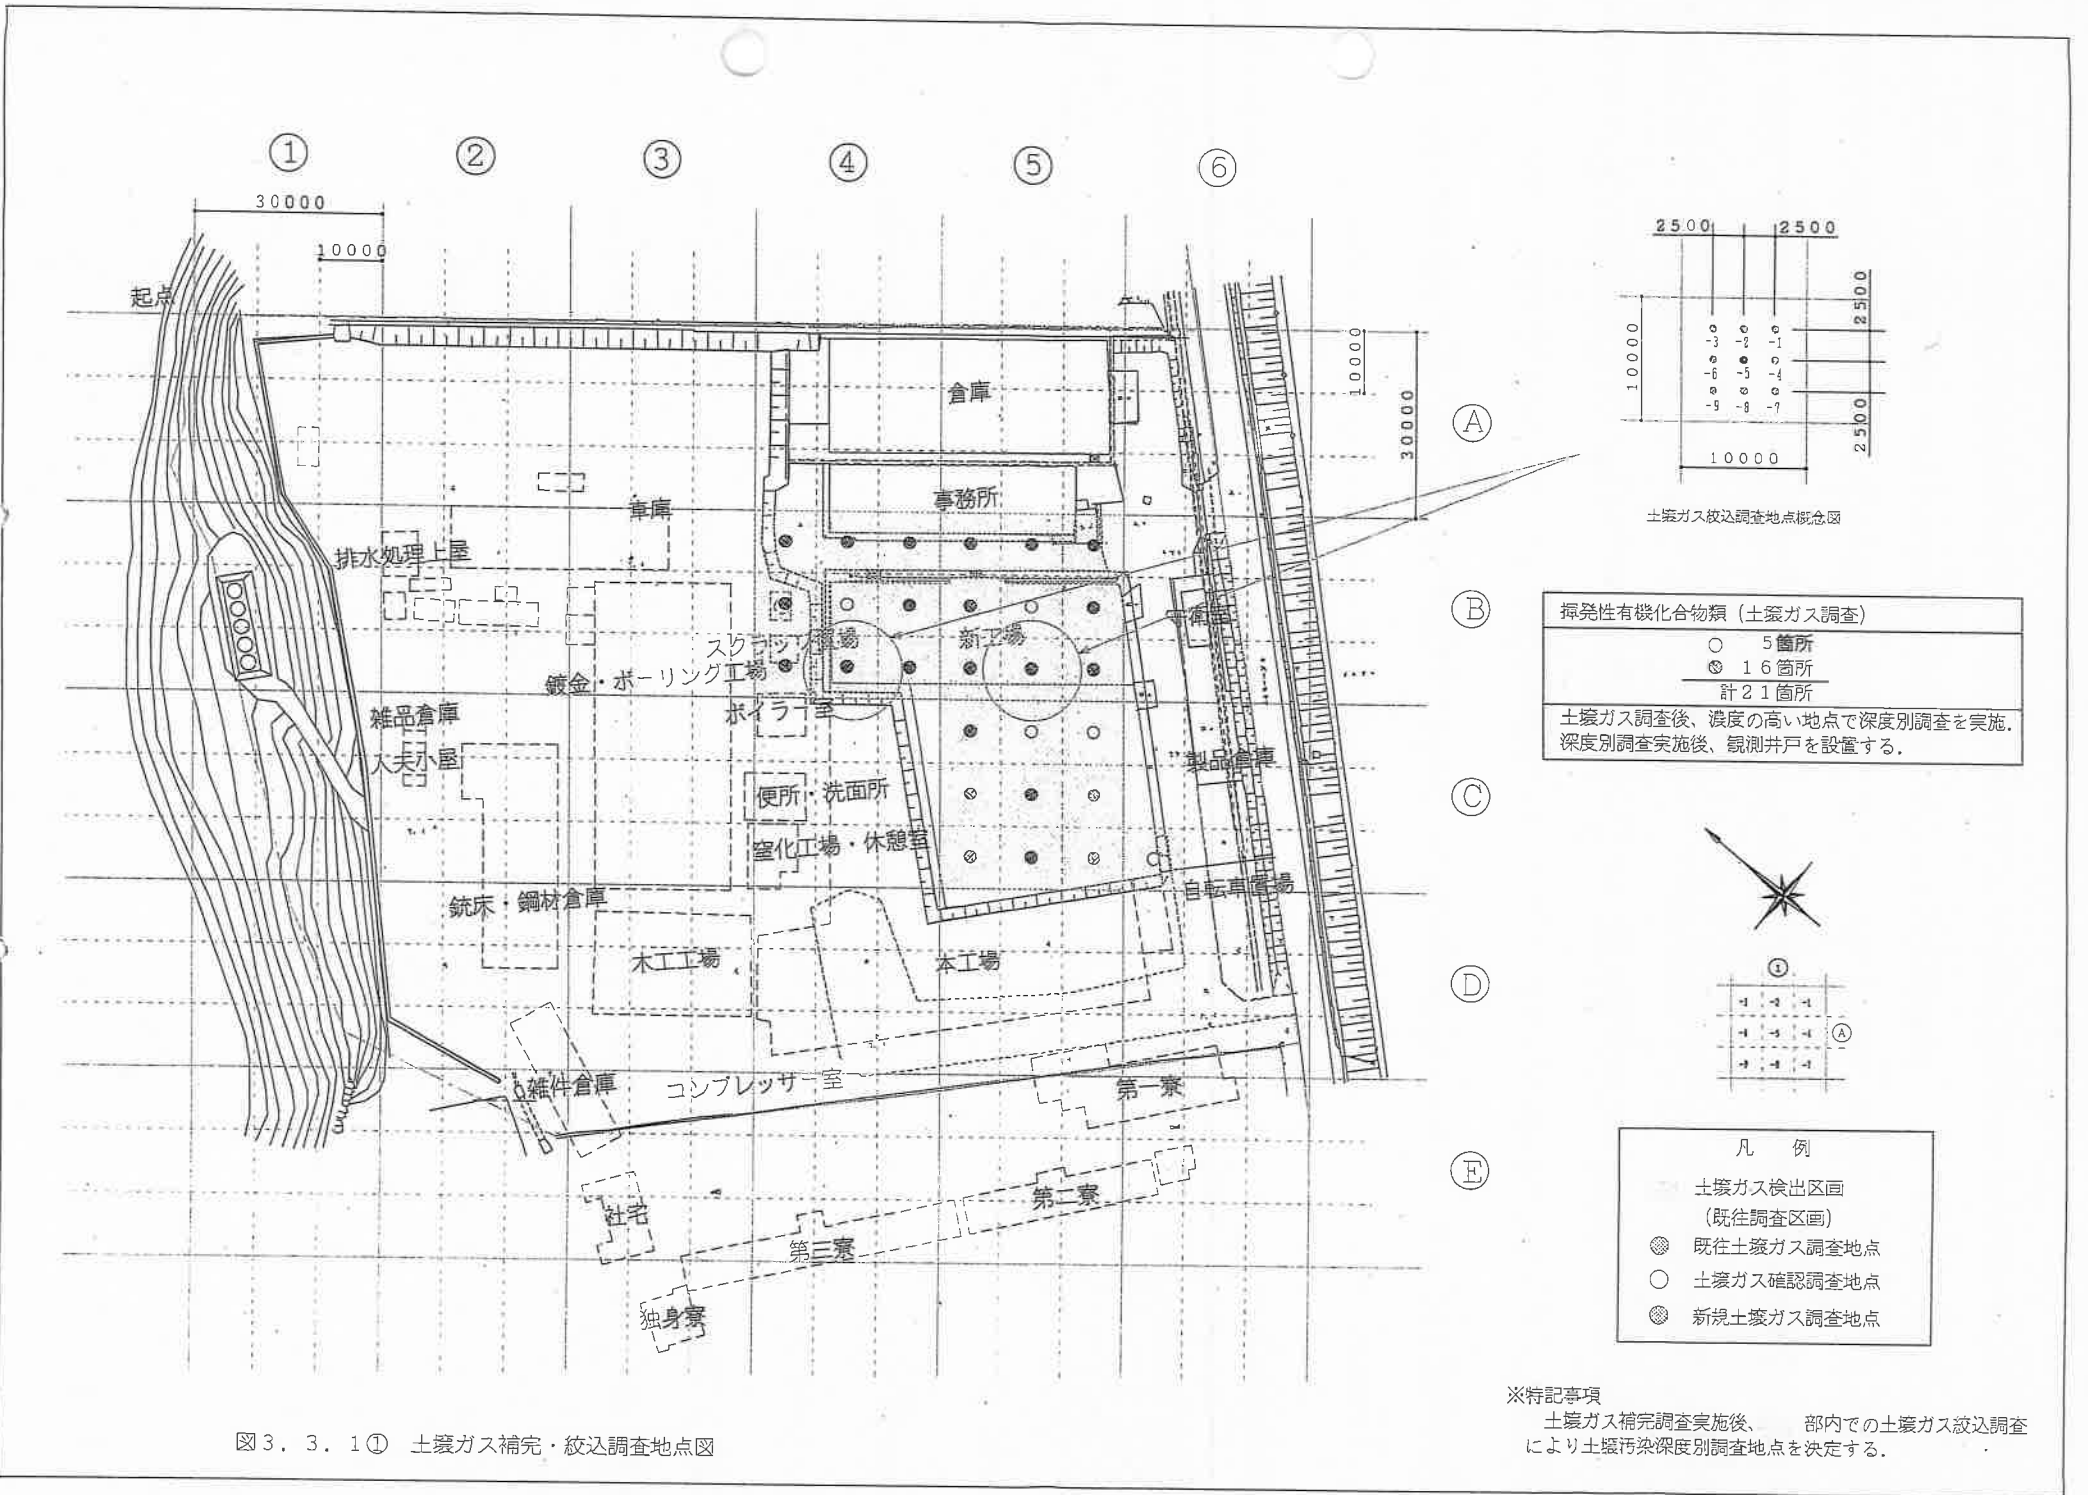 ① ② ③ ④ ⑤ ⑥
30000
10000
起点
倉庫
事務所
車庫
排水処理上屋
スクラップ置場
新工場
守衛室
鍍金・ボーリング工場
ボイラー室
雑品倉庫
人夫小屋
製品倉庫
便所・洗面所
窒化工場・休憩室
銃床・鋼材倉庫
自転車置場
木工工場
本工場
雑件倉庫
コンプレッサー室
第一寮
第二寮
社宅
第三寮
独身寮
10000
30000
Ⓐ
Ⓑ
Ⓒ
Ⓓ
Ⓔ
2500 2500
2500
10000
-3 -2 -1
-6 -5 -4
-9 -8 -7
2500
10000
土壌ガス絞込調査地点概念図
揮発性有機化合物類（土壌ガス調査）
○ 5箇所
16箇所
計21箇所
土壌ガス調査後、濃度の高い地点で深度別調査を実施.
深度別調査実施後、観測井戸を設置する.
①
Ⓐ
凡 例
土壌ガス検出区画
(既往調査区画)
既往土壌ガス調査地点
○ 土壌ガス確認調査地点
新規土壌ガス調査地点
※特記事項
土壌ガス補完調査実施後、 部内での土壌ガス絞込調査
により土壌汚染深度別調査地点を決定する.
図3. 3. 1① 土壌ガス補完・絞込調査地点図